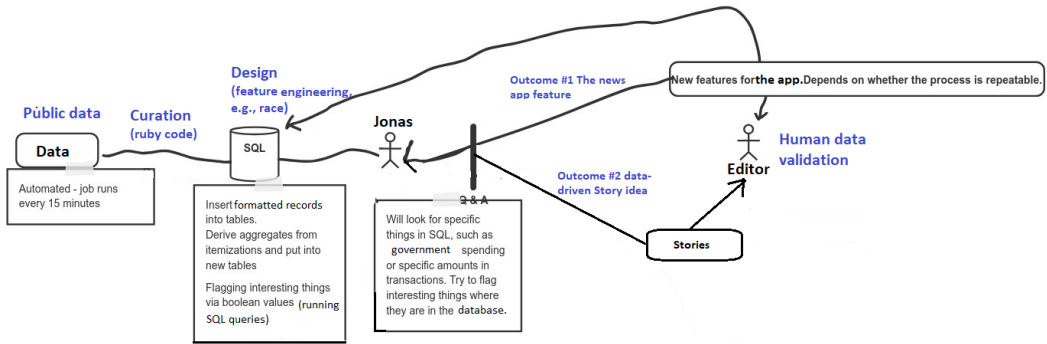 Public data
Data
Automated - job runs
every 15 minutes
Curation
(ruby code)
Design
(feature engineering,
e.g., race)
SQL
Insert formatted records
into tables.
Derive aggregates from
itemizations and put into
new tables
Flagging interesting things
via boolean values (running
SQL queries)
Jonas
Q & A
Will look for specific
things in SQL, such as
government spending
or specific amounts in
transactions. Try to flag
interesting things where
they are in the database.
Outcome #1 The news
app feature
New features for the app. Depends on whether the process is repeatable.
Outcome #2 data-
driven Story idea
Stories
Editor
Human data
validation